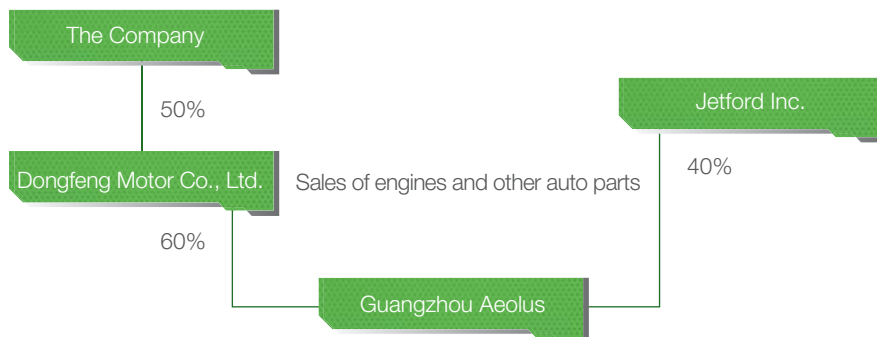 The Company
50%
Jetford Inc.
Dongfeng Motor Co., Ltd.
Sales of engines and other auto parts
40%
60%
Guangzhou Aeolus